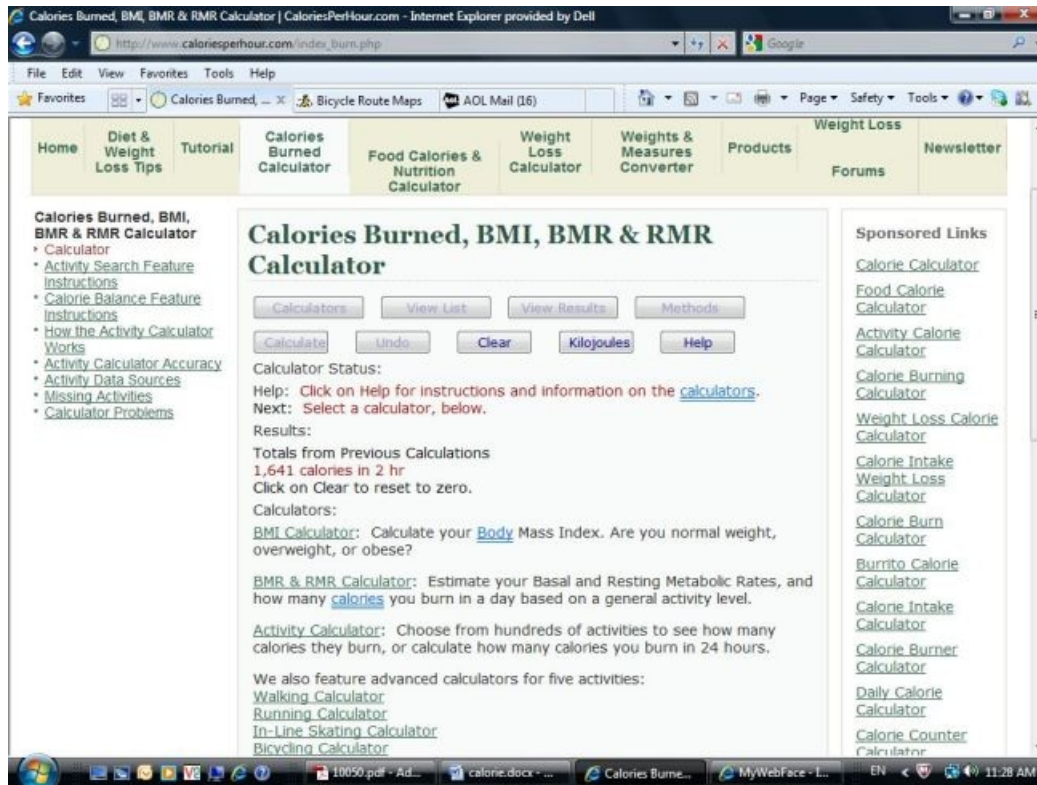 Calories Burned, BMI, BMR & RMR Calculator | CaloriesPerHour.com - Internet Explorer provided by Dell
http://www.caloriesperhour.com/index_burn.php
Google
File Edit View Favorites Tools Help
Favorites
Calories Burned, ...
Bicycle Route Maps
AOL Mail (16)
Page
Safety
Tools
Home
Diet &
Weight
Loss Tips
Tutorial
Calories
Burned
Calculator
Food Calories &
Nutrition
Calculator
Weight
Loss
Calculator
Weights &
Measures
Converter
Products
Weight Loss
Forums
Newsletter
Calories Burned, BMI,
BMR & RMR Calculator
Calculator
Activity Search Feature
Instructions
Calorie Balance Feature
Instructions
How the Activity Calculator
Works
Activity Calculator Accuracy
Activity Data Sources
Missing Activities
Calculator Problems
Calories Burned, BMI, BMR & RMR
Calculator
Calculators View List View Results Methods
Calculate Undo Clear Kilojoules Help
Calculator Status:
Help: Click on Help for instructions and information on the calculators.
Next: Select a calculator, below.
Results:
Totals from Previous Calculations
1,641 calories in 2 hr
Click on Clear to reset to zero.
Calculators:
BMI Calculator: Calculate your Body Mass Index. Are you normal weight,
overweight, or obese?
BMR & RMR Calculator: Estimate your Basal and Resting Metabolic Rates, and
how many calories you burn in a day based on a general activity level.
Activity Calculator: Choose from hundreds of activities to see how many
calories they burn, or calculate how many calories you burn in 24 hours.
We also feature advanced calculators for five activities:
Walking Calculator
Running Calculator
In-Line Skating Calculator
Bicycling Calculator
Sponsored Links
Calorie Calculator
Food Calorie
Calculator
Activity Calorie
Calculator
Calorie Burning
Calculator
Weight Loss Calorie
Calculator
Calorie Intake
Weight Loss
Calculator
Calorie Burn
Calculator
Burrito Calorie
Calculator
Calorie Intake
Calculator
Calorie Burner
Calculator
Daily Calorie
Calculator
Calorie Counter
Calculator
10050.pdf - Ad...
calorie.docx - ...
Calories Burne...
MyWebFace - I...
EN
11:28 AM